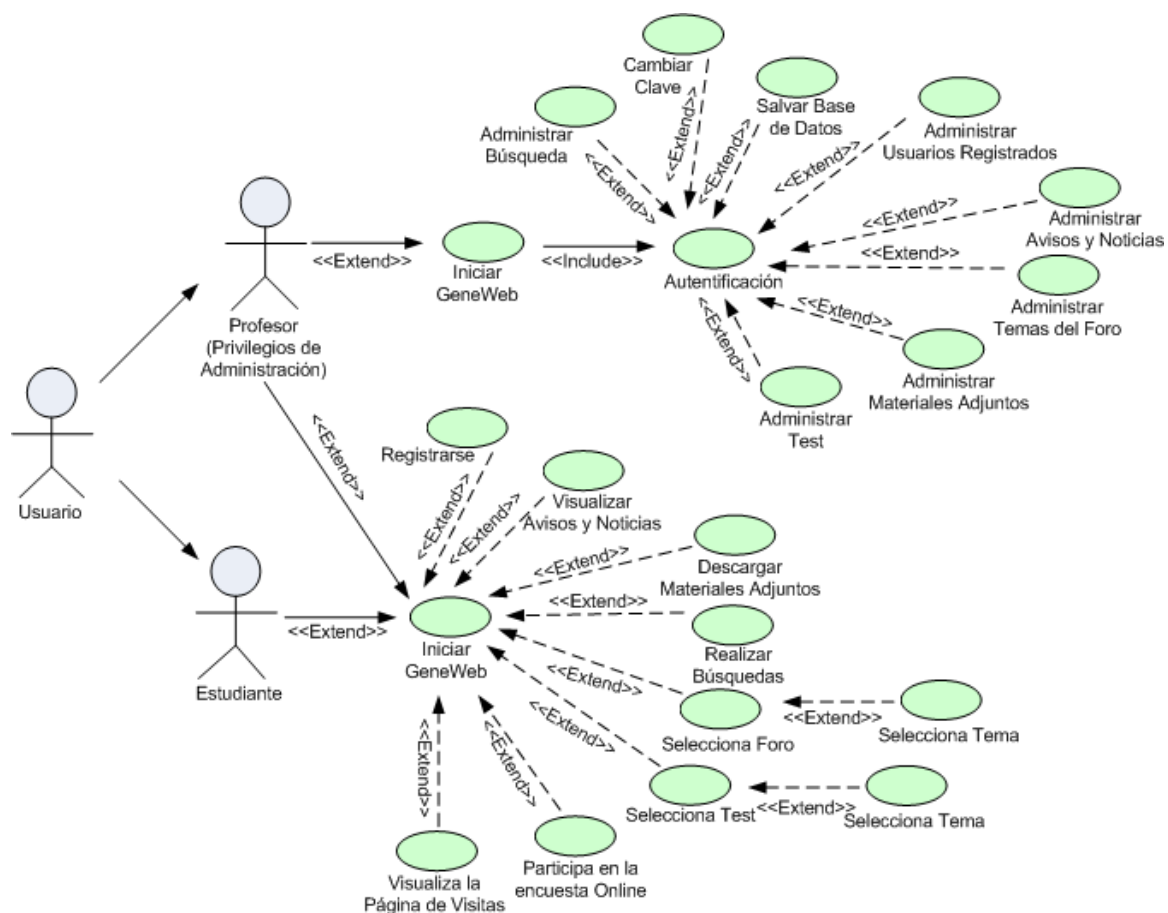 Cambiar
Clave
Salvar Base
de Datos
Administrar
Búsqueda
Administrar
Usuarios Registrados
<<Extend>>
<<Extend>>
<<Extend>>
<<Extend>>
<<Extend>>
Administrar
Avisos y Noticias
<<Extend>>
<<Extend>>
Iniciar
GeneWeb
<<Include>>
Autentificación
<<Extend>>
Administrar
Temas del Foro
<<Extend>>
<<Extend>>
Administrar
Materiales Adjuntos
Administrar
Test
Profesor
(Privilegios de
Administración)
<<Extend>>
Usuario
Registrarse
<<Extend>>
Visualizar
Avisos y Noticias
<<Extend>>
<<Extend>>
Descargar
Materiales Adjuntos
<<Extend>>
Realizar
Búsquedas
<<Extend>>
Iniciar
GeneWeb
Estudiante
<<Extend>>
Selecciona Foro
<<Extend>>
Selecciona Tema
<<Extend>>
Selecciona Test
<<Extend>>
Selecciona Tema
<<Extend>>
<<Extend>>
Visualiza la
Página de Visitas
Participa en la
encuesta Online